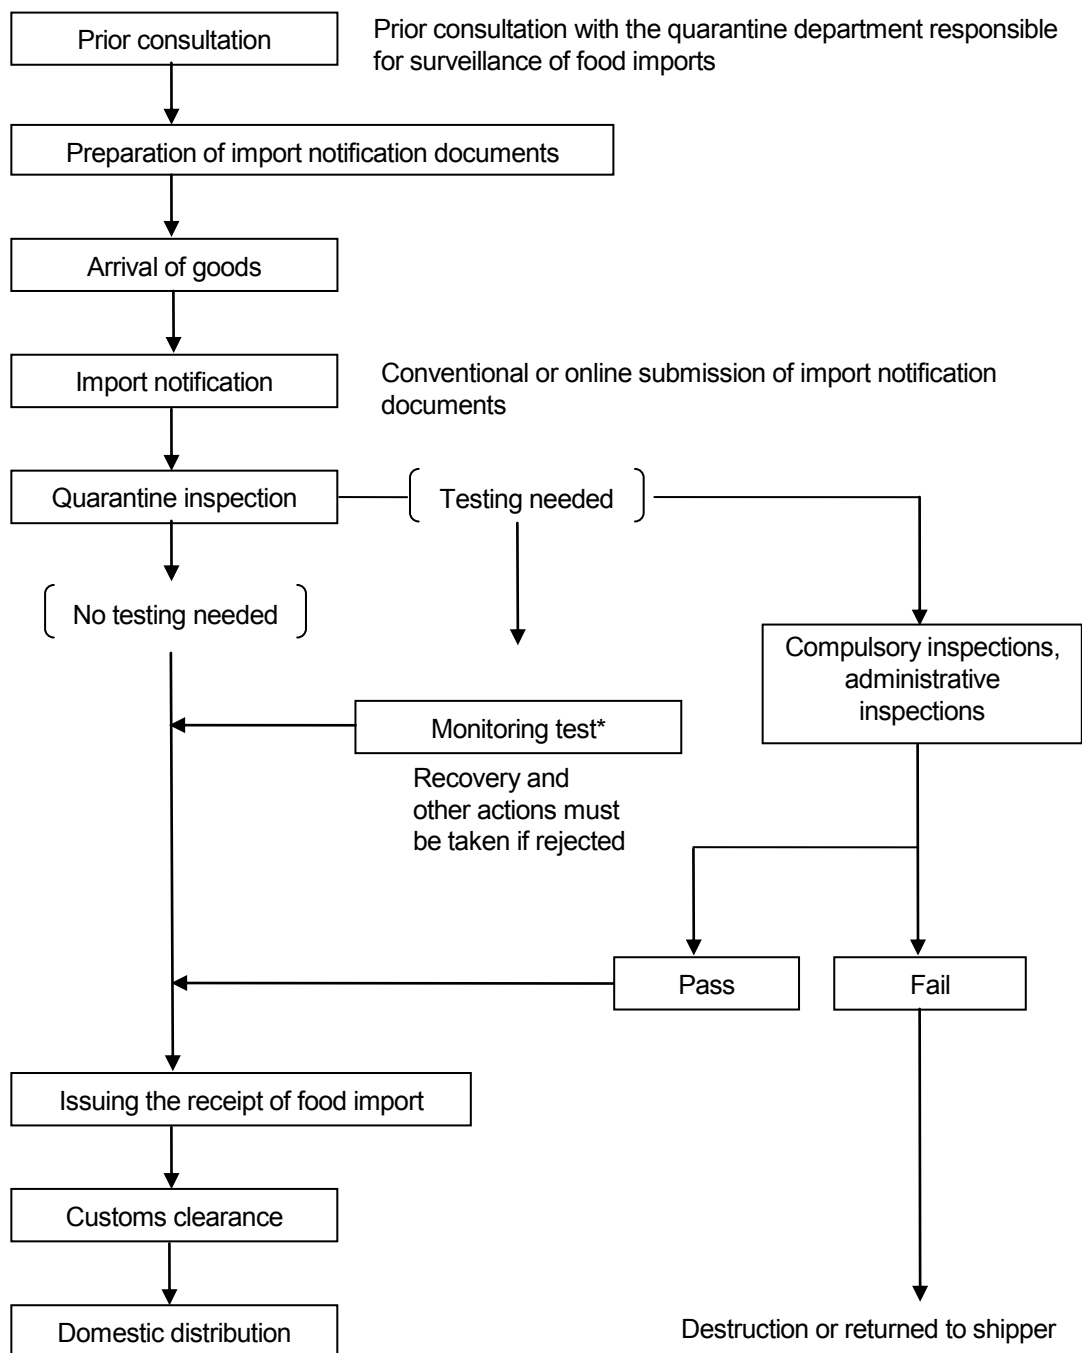 Prior consultation
Prior consultation with the quarantine department responsible
for surveillance of food imports
Preparation of import notification documents
Arrival of goods
Import notification
Conventional or online submission of import notification
documents
Quarantine inspection
Testing needed
No testing needed
Compulsory inspections,
administrative
inspections
Monitoring test*
Recovery and
other actions must
be taken if rejected
Pass
Fail
Issuing the receipt of food import
Customs clearance
Domestic distribution
Destruction or returned to shipper